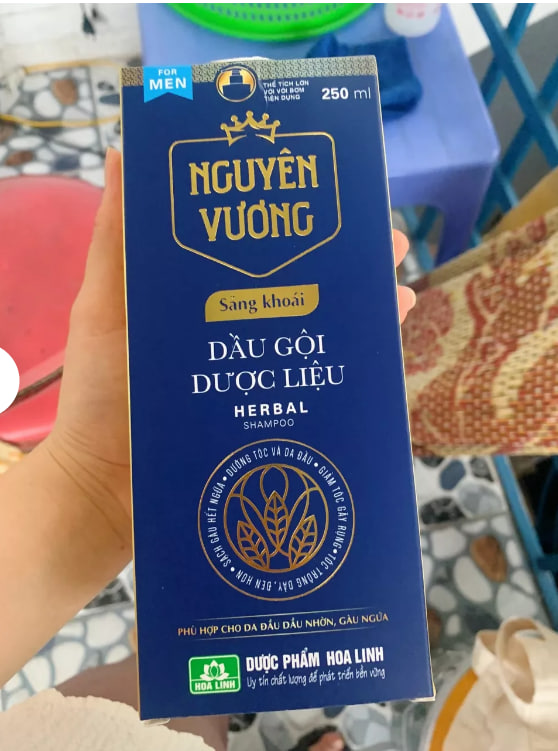 FOR
MEN
THỂ TÍCH LỚN
VỚI VÒI BƠM
TIỆN DỤNG
250 ml
NGUYÊN
VƯƠNG
Sảng khoái
DẦU GỘI
DƯỢC LIỆU
HERBAL
SHAMPOO
SẠCH GÀU HẾT NGỨA • DƯỠNG TÓC VÀ DA ĐẦU • GIẢM TÓC GÃY RỤNG • TÓC TRÔNG DÀY, ĐEN HƠN •
PHÙ HỢP CHO DA ĐẦU DẦU NHỜN, GÀU NGỨA
HOA LINH
DƯỢC PHẨM HOA LINH
Uy tín chất lượng để phát triển bền vững